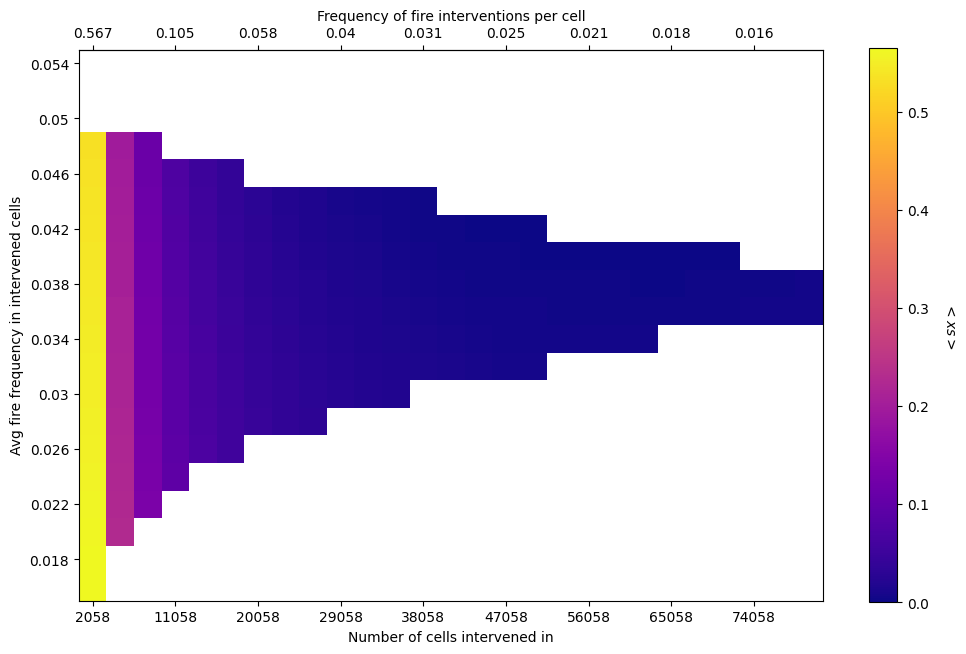 Frequency of fire interventions per cell
0.567 0.105 0.058 0.04 0.031 0.025 0.021 0.018 0.016
0.054
0.05
0.046
0.042
0.038
0.034
0.03
0.026
0.022
0.018
Avg fire frequency in intervened cells
2058 11058 20058 29058 38058 47058 56058 65058 74058
Number of cells intervened in
0.5
0.4
0.3
0.2
0.1
0.0
< sx >